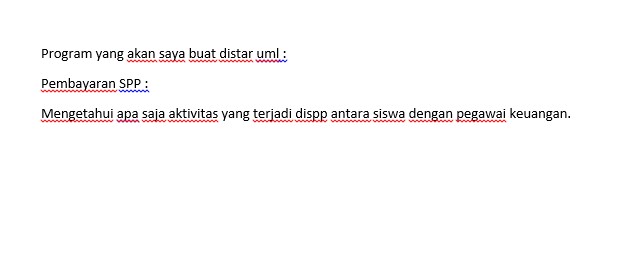 Program yang akan saya buat distar uml :
Pembayaran SPP :
Mengetahui apa saja aktivitas yang terjadi dispp antara siswa dengan pegawai keuangan.